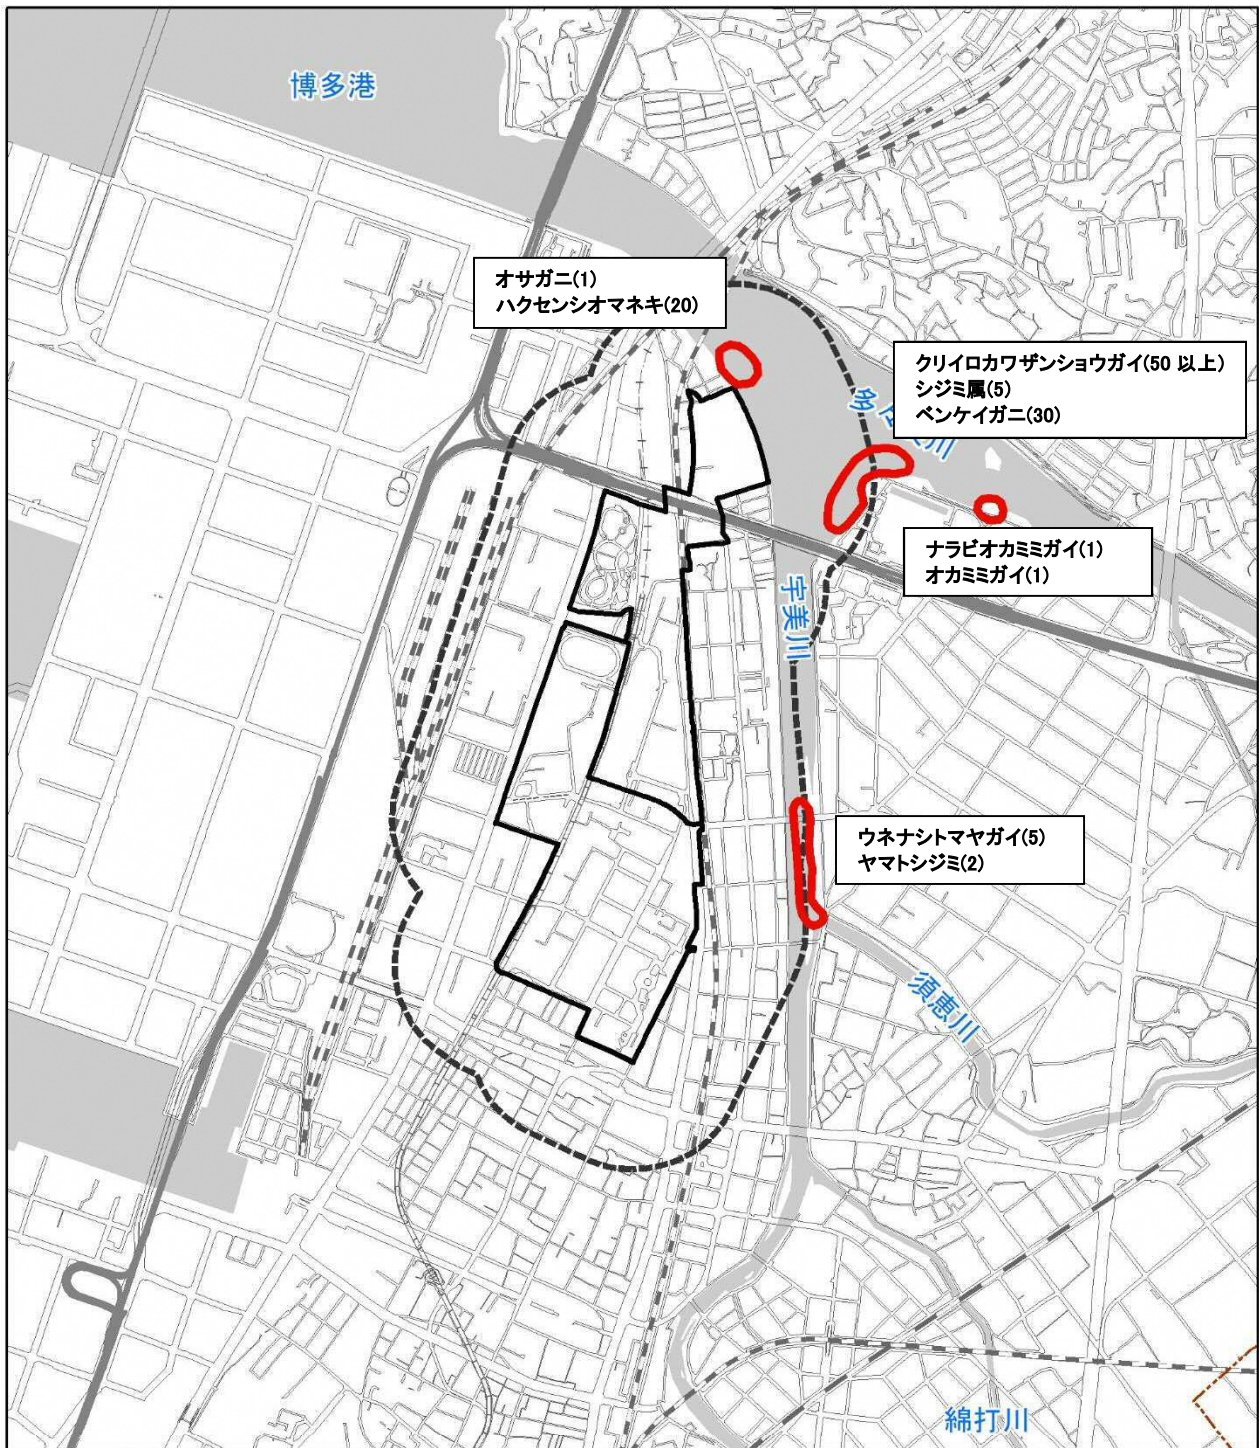 博多港
オサガニ(1)
ハクセンシオマネキ(20)
クリイロカワザンショウガイ(50 以上)
シジミ属(5)
ベンケイガニ(30)
多
川
ナラビオカミミガイ(1)
オカミミガイ(1)
宇美川
ウネナシトマヤガイ(5)
ヤマトシジミ(2)
須恵川
綿打川